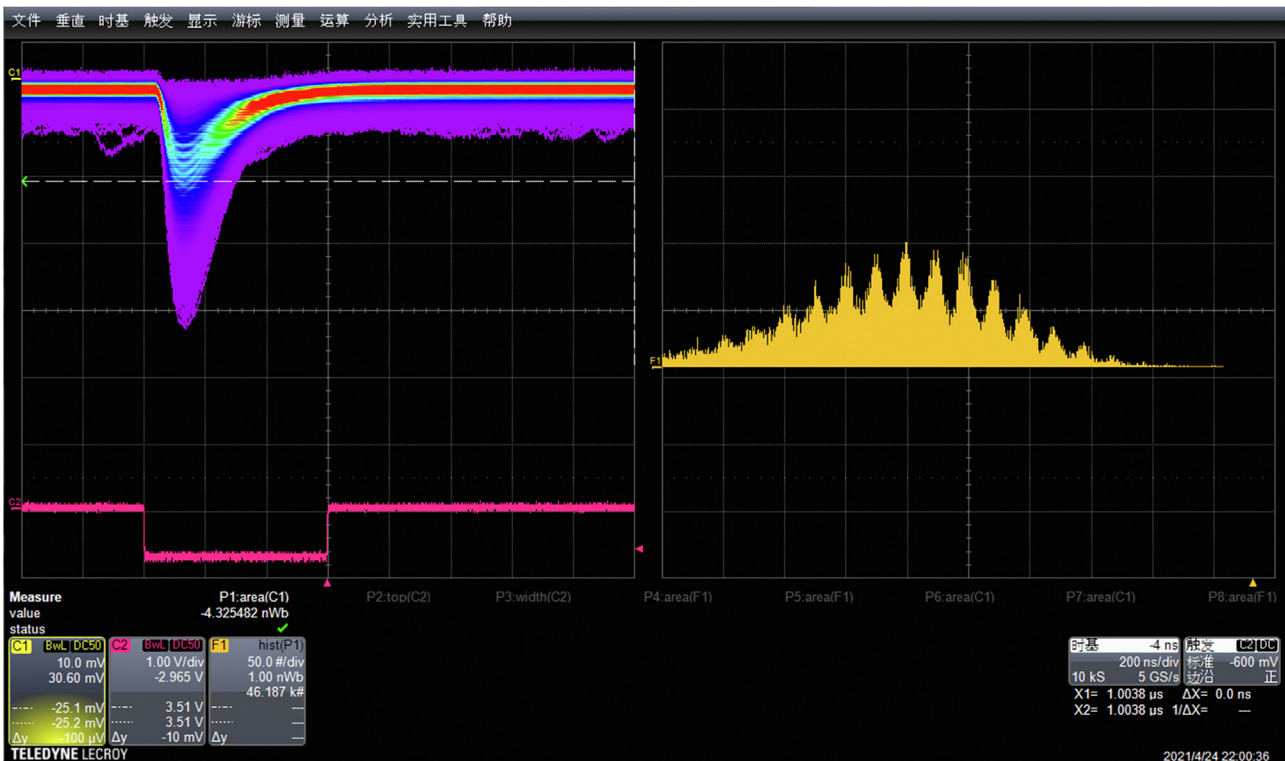 文件 垂直 时基 触发 显示 游标 测量 运算 分析 实用工具 帮助
C1
F1
C2
Measure P1:area(C1) P2:top(C2) P3:width(C2) P4:area(F1) P5:area(F1) P6:area(C1) P7:area(C1) P8:area(F1)
value -4.325482 nWb
status
C1 BwL DC50 C2 BwL DC50 F1 hist(P1) 时基 -4 ns 触发 C2 DC
10.0 mV 1.00 V/div 50.0 #/div 200 ns/div 标准 -600 mV
30.60 mV -2.965 V 1.00 nWb 10 kS 5 GS/s 边沿 正
46.187 k# X1= 1.0038 µs ΔX= 0.0 ns
-25.1 mV 3.51 V --- X2= 1.0038 µs 1/ΔX= ---
-25.2 mV 3.51 V ---
Δy -100 µV Δy -10 mV Δy ---
TELEDYNE LECROY 2021/4/24 22:00:36